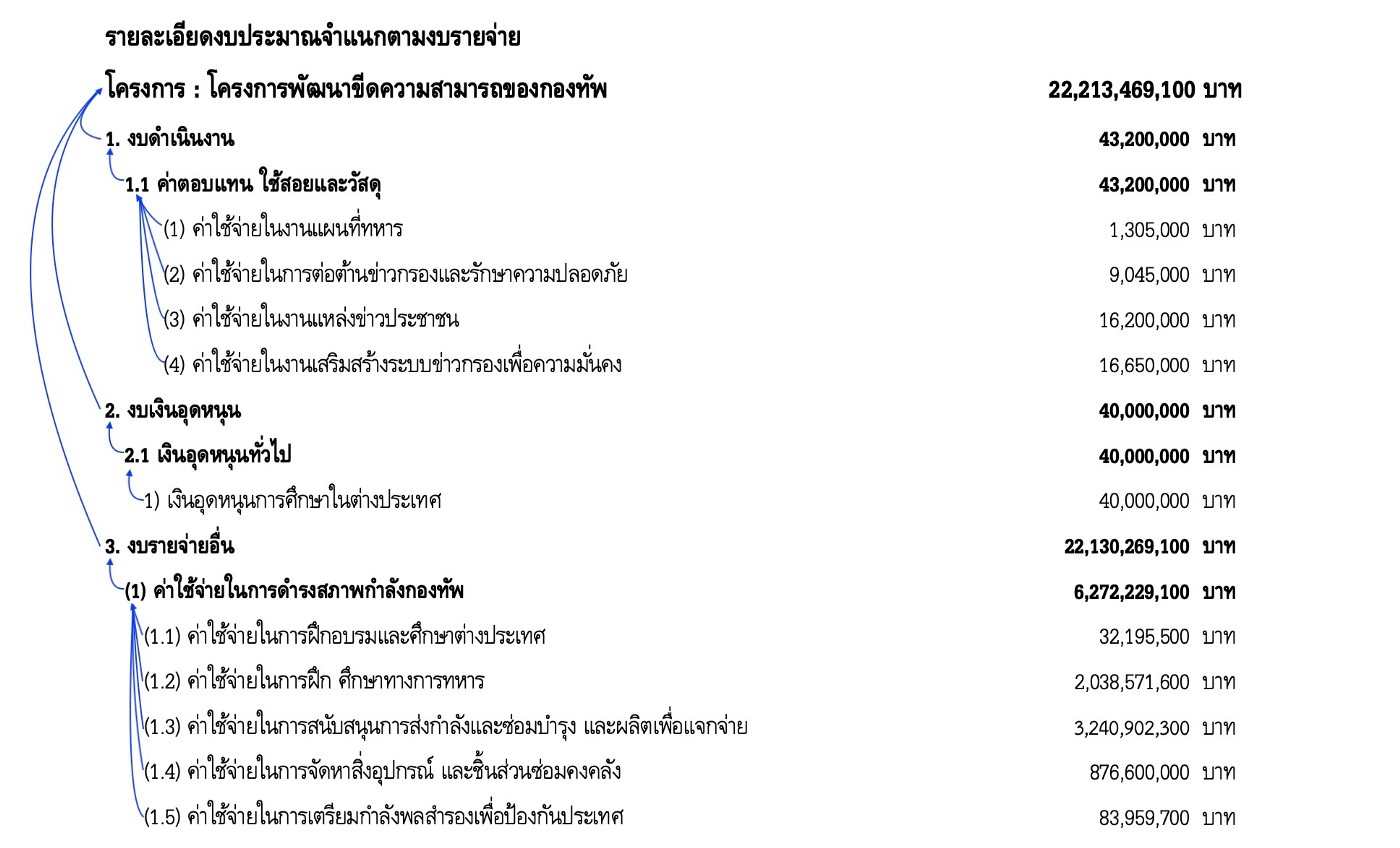 รายละเอียดงบประมาณจำแนกตามงบรายจ่าย
โครงการ : โครงการพัฒนาขีดความสามารถของกองทัพ 22,213,469,100 บาท
1. งบดำเนินงาน 43,200,000 บาท
1.1 ค่าตอบแทน ใช้สอยและวัสดุ 43,200,000 บาท
(1) ค่าใช้จ่ายในงานแผนที่ทหาร 1,305,000 บาท
(2) ค่าใช้จ่ายในการต่อต้านข่าวกรองและรักษาความปลอดภัย 9,045,000 บาท
(3) ค่าใช้จ่ายในงานแหล่งข่าวประชาชน 16,200,000 บาท
(4) ค่าใช้จ่ายในงานเสริมสร้างระบบข่าวกรองเพื่อความมั่นคง 16,650,000 บาท
2. งบเงินอุดหนุน 40,000,000 บาท
2.1 เงินอุดหนุนทั่วไป 40,000,000 บาท
1) เงินอุดหนุนการศึกษาในต่างประเทศ 40,000,000 บาท
3. งบรายจ่ายอื่น 22,130,269,100 บาท
(1) ค่าใช้จ่ายในการดำรงสภาพกำลังกองทัพ 6,272,229,100 บาท
(1.1) ค่าใช้จ่ายในการฝึกอบรมและศึกษาต่างประเทศ 32,195,500 บาท
(1.2) ค่าใช้จ่ายในการฝึก ศึกษาทางการทหาร 2,038,571,600 บาท
(1.3) ค่าใช้จ่ายในการสนับสนุนการส่งกำลังและซ่อมบำรุง และผลิตเพื่อแจกจ่าย 3,240,902,300 บาท
(1.4) ค่าใช้จ่ายในการจัดหาสิ่งอุปกรณ์ และชิ้นส่วนซ่อมคงคลัง 876,600,000 บาท
(1.5) ค่าใช้จ่ายในการเตรียมกำลังพลสำรองเพื่อป้องกันประเทศ 83,959,700 บาท